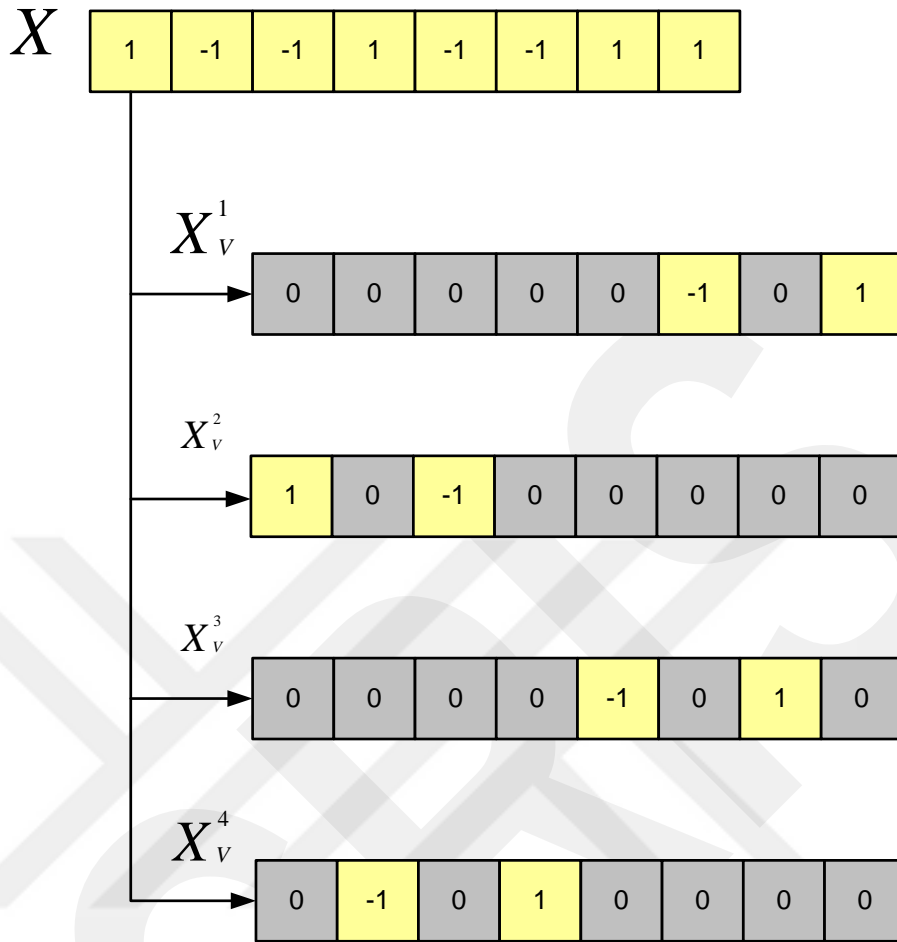 X 1 -1 -1 1 -1 -1 1 1
X_V^1
0 0 0 0 0 -1 0 1
X_V^2
1 0 -1 0 0 0 0 0
X_V^3
0 0 0 0 -1 0 1 0
X_V^4
0 -1 0 1 0 0 0 0